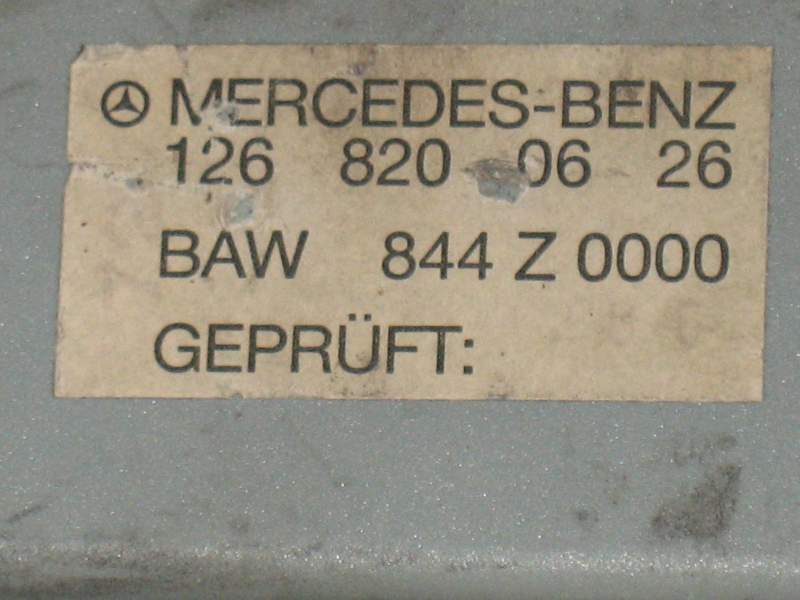 MERCEDES-BENZ
126 820 06 26
BAW 844 Z 0000
GEPRÜFT: